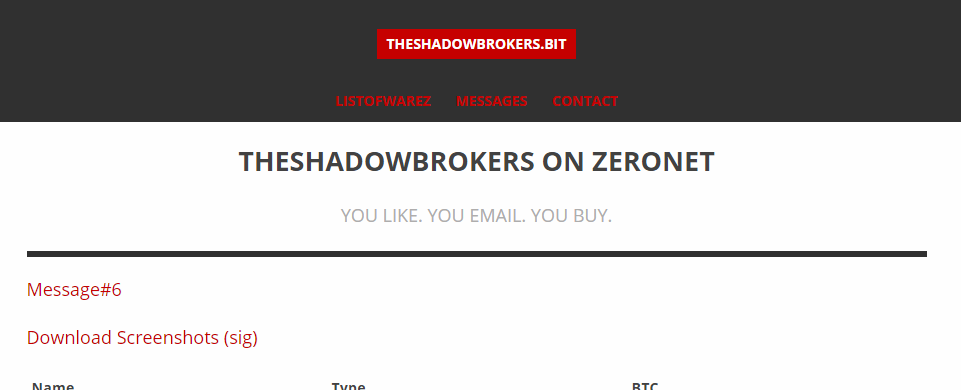 THESHADOWBROKERS.BIT
LISTOFWAREZ MESSAGES CONTACT
THESHADOWBROKERS ON ZERONET
YOU LIKE. YOU EMAIL. YOU BUY.
Message#6
Download Screenshots (sig)
Name Type BTC